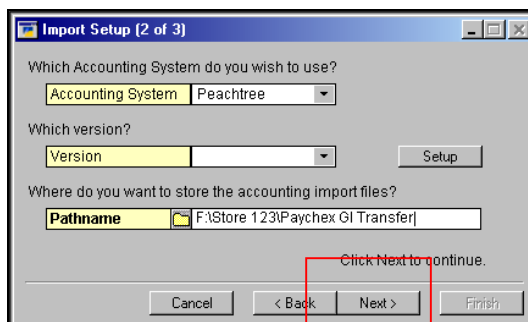 Import Setup (2 of 3)
Which Accounting System do you wish to use?
Accounting System Peachtree
Which version?
Version Setup
Where do you want to store the accounting import files?
Pathname F:\Store 123\Paychex Gl Transfer
Click Next to continue.
Cancel < Back Next > Finish